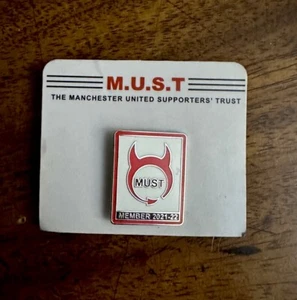 M.U.S.T
THE MANCHESTER UNITED SUPPORTERS' TRUST
MUST
MEMBER 2021-22